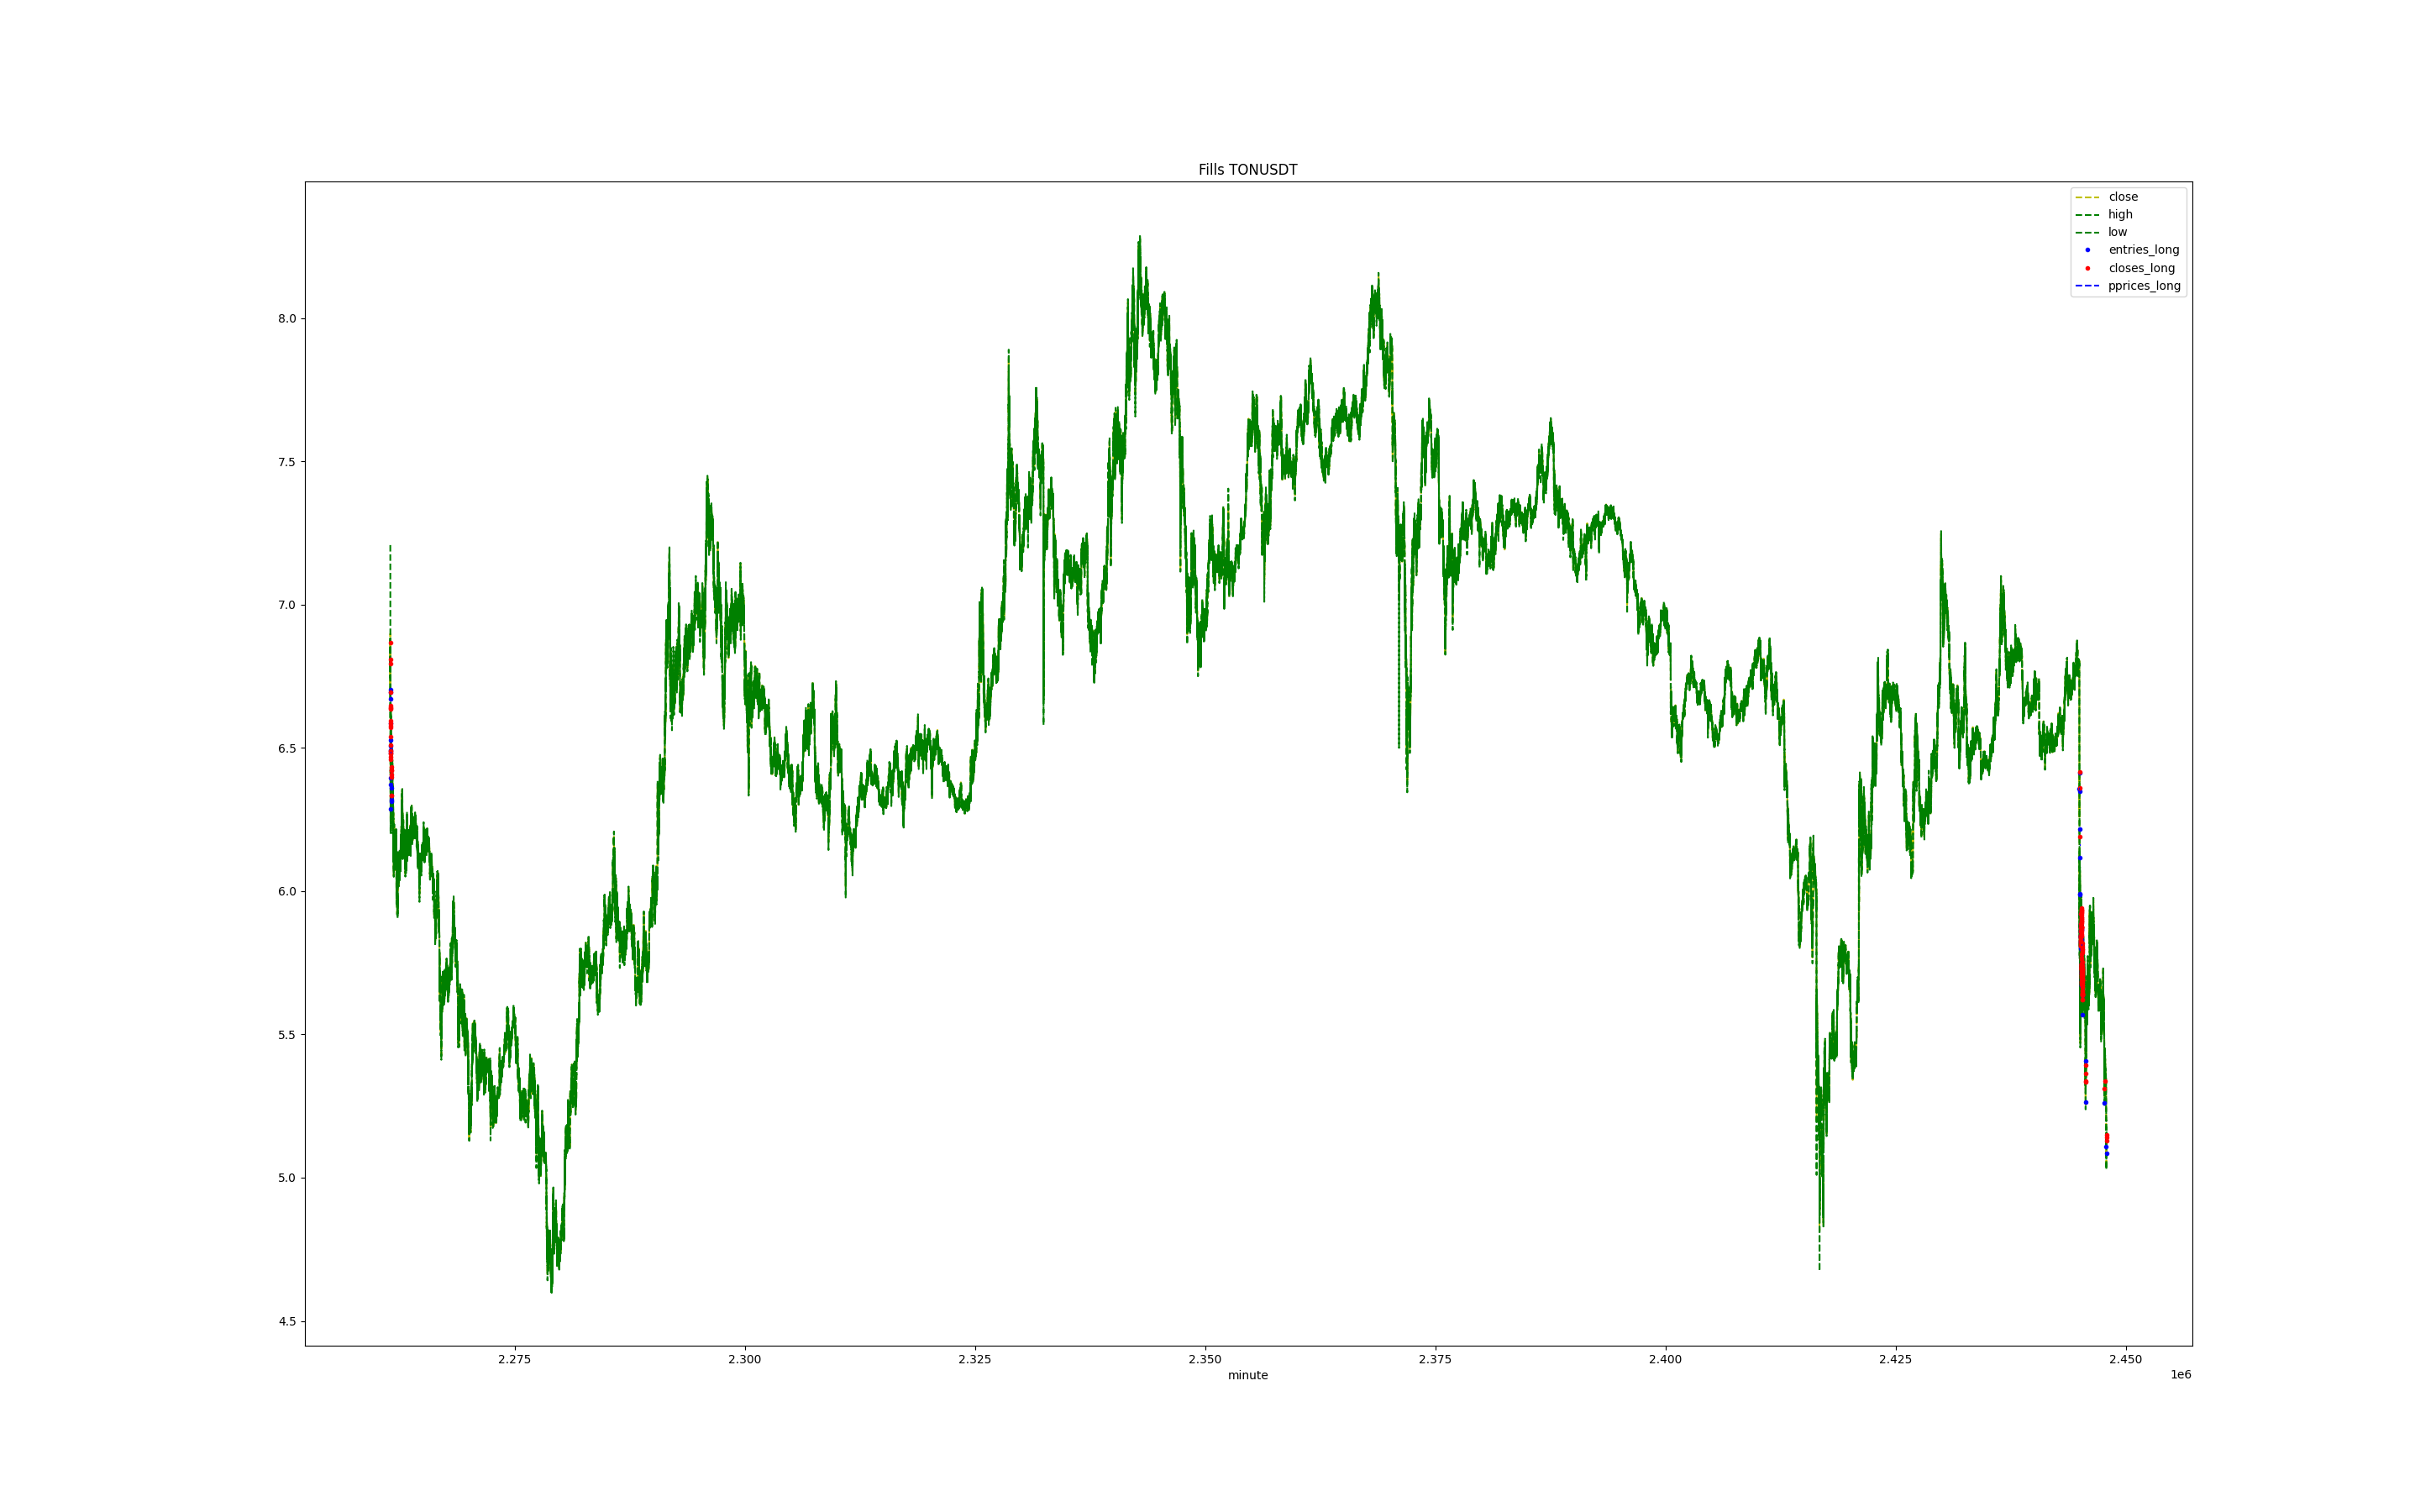 Fills TONUSDT
close
high
low
entries_long
closes_long
pprices_long
8.0
7.5
7.0
6.5
6.0
5.5
5.0
4.5
2.275 2.300 2.325 2.350 2.375 2.400 2.425 2.450
minute
1e6